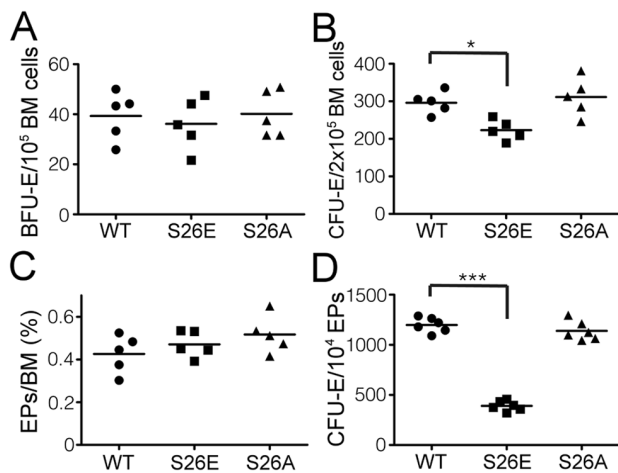 A
BFU-E/10⁵ BM cells
60
40
20
0
WT
S26E
S26A
B
CFU-E/2x10⁵ BM cells
400
300
200
100
0
*
WT
S26E
S26A
C
EPs/BM (%)
0.6
0.4
0.2
0
WT
S26E
S26A
D
CFU-E/10⁴ EPs
1500
1000
500
0
***
WT
S26E
S26A